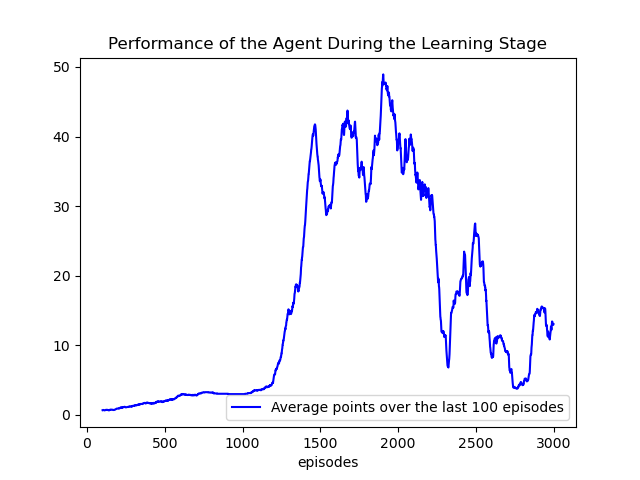 Performance of the Agent During the Learning Stage
50
40
30
20
10
0
Average points over the last 100 episodes
0 500 1000 1500 2000 2500 3000
episodes